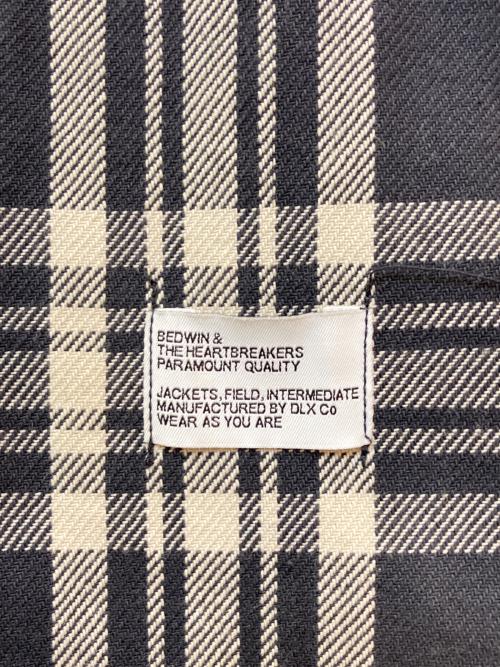 BEDWIN &
THE HEARTBREAKERS
PARAMOUNT QUALITY
JACKETS, FIELD, INTERMEDIATE
MANUFACTURED BY DLX Co
WEAR AS YOU ARE